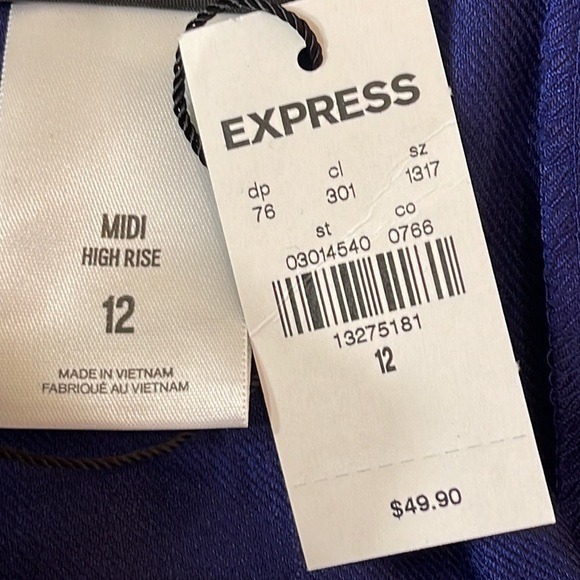 MIDI
HIGH RISE
12
MADE IN VIETNAM
FABRIQUÉ AU VIETNAM
EXPRESS
dp cl sz
76 301 1317
st co
03014540 0766
13275181
12
$49.90